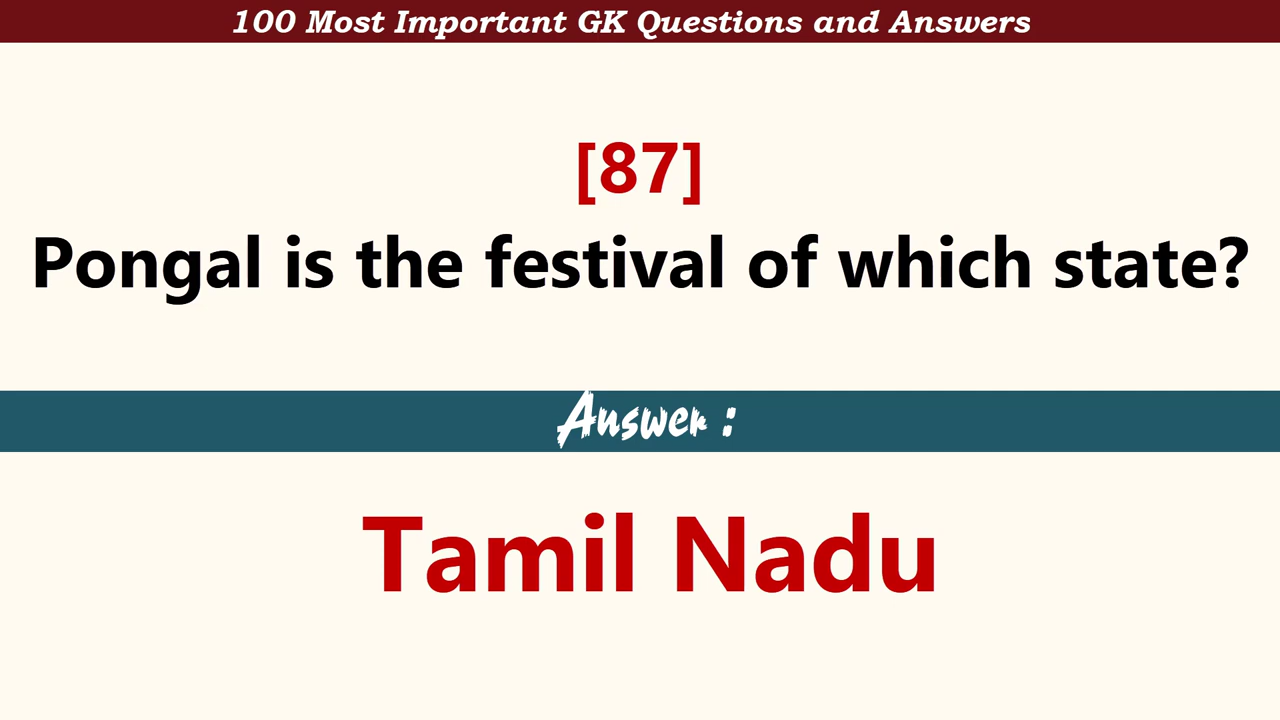 100 Most Important GK Questions and Answers
[87]
Pongal is the festival of which state?
Answer :
Tamil Nadu